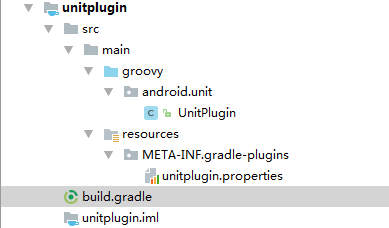 unitplugin
src
main
groovy
android.unit
UnitPlugin
resources
META-INF.gradle-plugins
unitplugin.properties
build.gradle
unitplugin.iml